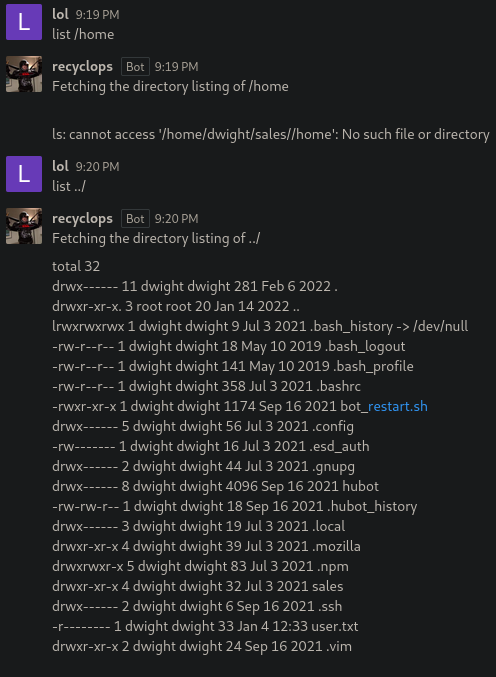 L
lol 9:19 PM
list /home
recyclops Bot 9:19 PM
Fetching the directory listing of /home
ls: cannot access '/home/dwight/sales//home': No such file or directory
L
lol 9:20 PM
list ../
recyclops Bot 9:20 PM
Fetching the directory listing of ../
total 32
drwx------ 11 dwight dwight 281 Feb 6 2022 .
drwxr-xr-x. 3 root root 20 Jan 14 2022 ..
lrwxrwxrwx 1 dwight dwight 9 Jul 3 2021 .bash_history -> /dev/null
-rw-r--r-- 1 dwight dwight 18 May 10 2019 .bash_logout
-rw-r--r-- 1 dwight dwight 141 May 10 2019 .bash_profile
-rw-r--r-- 1 dwight dwight 358 Jul 3 2021 .bashrc
-rwxr-xr-x 1 dwight dwight 1174 Sep 16 2021 bot_restart.sh
drwx------ 5 dwight dwight 56 Jul 3 2021 .config
-rw------- 1 dwight dwight 16 Jul 3 2021 .esd_auth
drwx------ 2 dwight dwight 44 Jul 3 2021 .gnupg
drwx------ 8 dwight dwight 4096 Sep 16 2021 hubot
-rw-rw-r-- 1 dwight dwight 18 Sep 16 2021 .hubot_history
drwx------ 3 dwight dwight 19 Jul 3 2021 .local
drwxr-xr-x 4 dwight dwight 39 Jul 3 2021 .mozilla
drwxrwxr-x 5 dwight dwight 83 Jul 3 2021 .npm
drwxr-xr-x 4 dwight dwight 32 Jul 3 2021 sales
drwx------ 2 dwight dwight 6 Sep 16 2021 .ssh
-r-------- 1 dwight dwight 33 Jan 4 12:33 user.txt
drwxr-xr-x 2 dwight dwight 24 Sep 16 2021 .vim